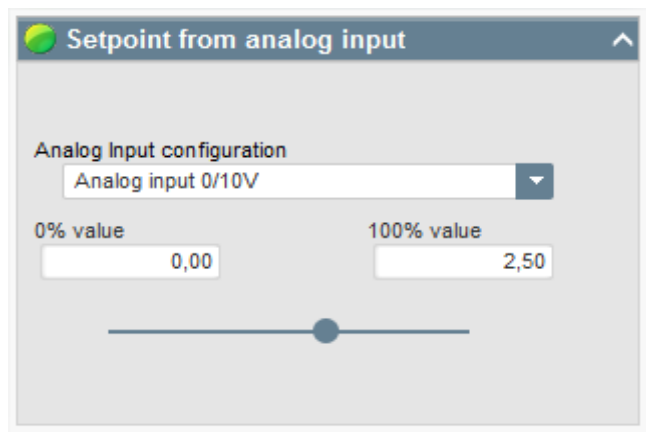 Setpoint from analog input
Analog Input configuration
Analog input 0/10V
0% value 100% value
0,00 2,50